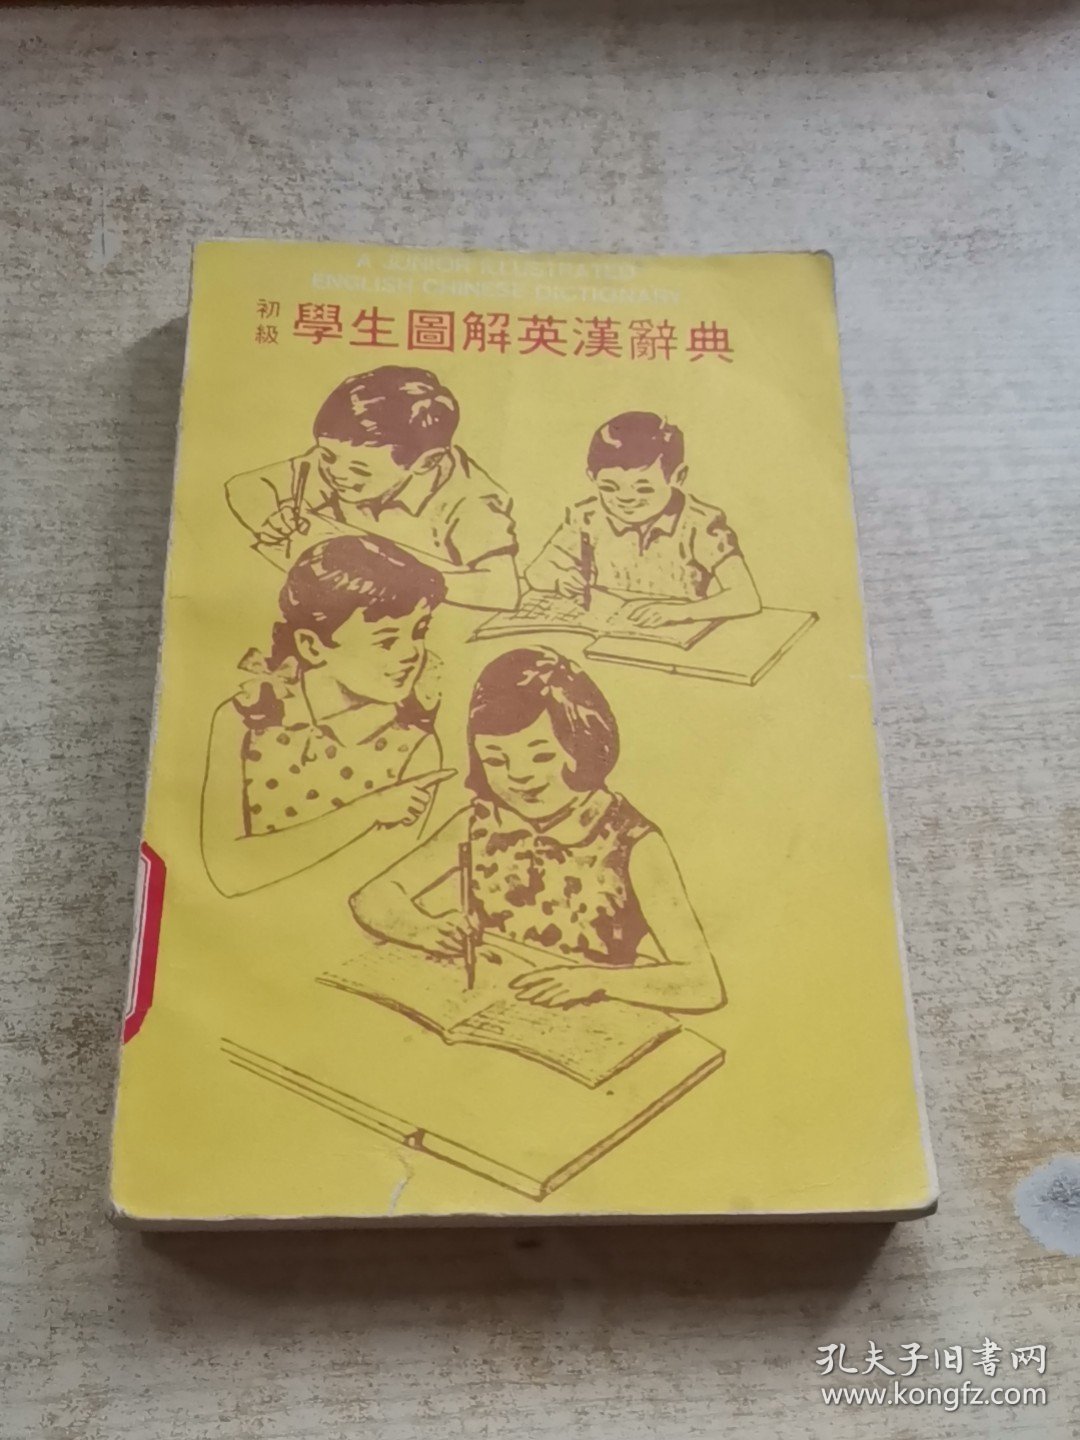 A JUNIOR ILLUSTRATED
ENGLISH CHINESE DICTIONARY
初級 學生圖解英漢辭典
孔夫子旧書网
www.kongfz.com